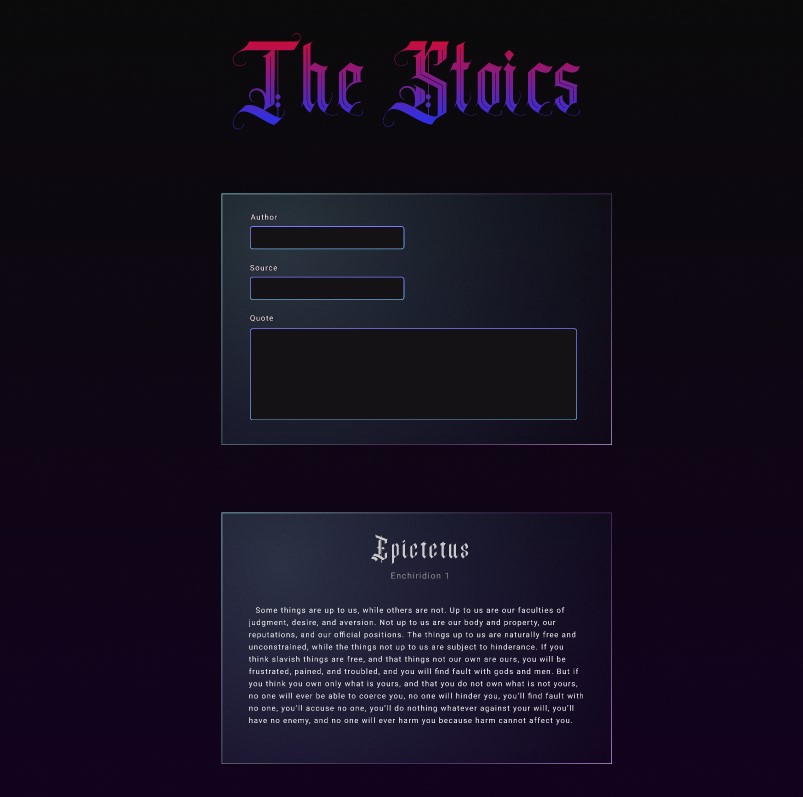 The Stoics
Author
Source
Quote
Epictetus
Enchiridion 1
Some things are up to us, while others are not. Up to us are our faculties of
judgment, desire, and aversion. Not up to us are our body and property, our
reputations, and our official positions. The things up to us are naturally free and
unconstrained, while the things not up to us are subject to hinderance. If you
think slavish things are free, and that things not our own are ours, you will be
frustrated, pained, and troubled, and you will find fault with gods and men. But if
you think you own only what is yours, and that you do not own what is not yours,
no one will ever be able to coerce you, no one will hinder you, you'll find fault with
no one, you'll accuse no one, you'll do nothing whatever against your will, you'll
have no enemy, and no one will ever harm you because harm cannot affect you.